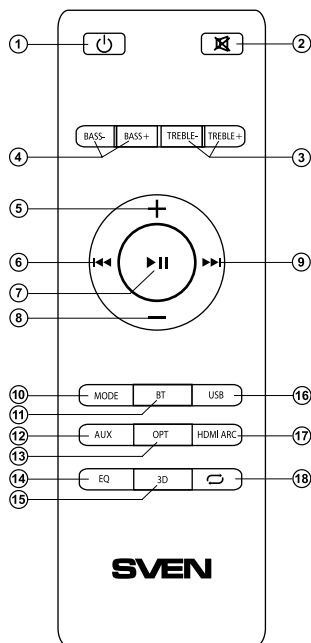 1 2
BASS- BASS+ TREBLE- TREBLE+
4 3
5
6 9
7
8
10 MODE BT USB 16
11
12 AUX OPT HDMI ARC 17
13
14 EQ 3D 18
15
SVEN